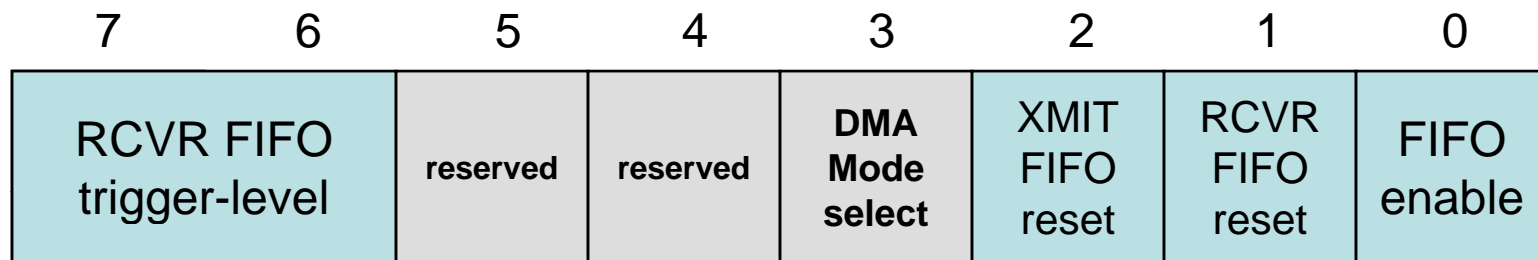 7 6 5 4 3 2 1 0
RCVR FIFO
trigger-level
reserved
reserved
DMA
Mode
select
XMIT
FIFO
reset
RCVR
FIFO
reset
FIFO
enable